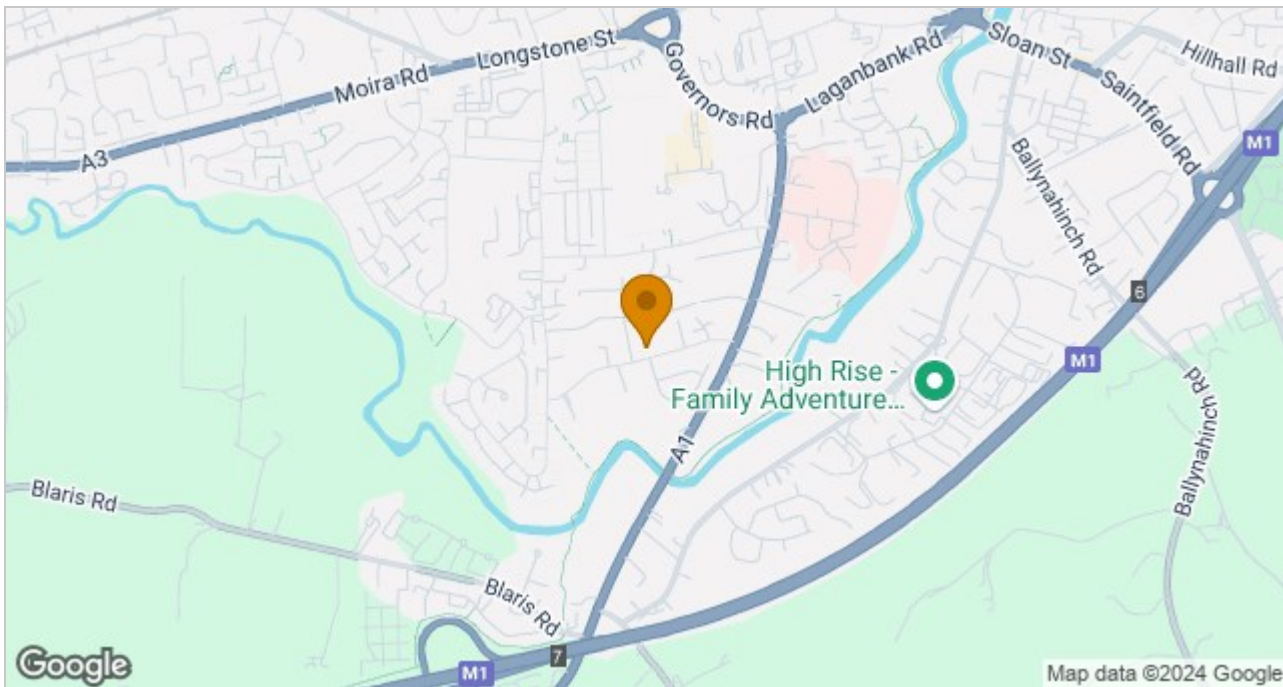 Longstone St
Moira Rd
A3
Governors Rd
Laganbank Rd
Sloan St
Hillhall Rd
Saintfield Rd
M1
Ballynahinch Rd
6
M1
High Rise -
Family Adventure...
A1
Ballynahinch Rd
Blaris Rd
Blaris Rd
7
M1
Google
Map data ©2024 Google